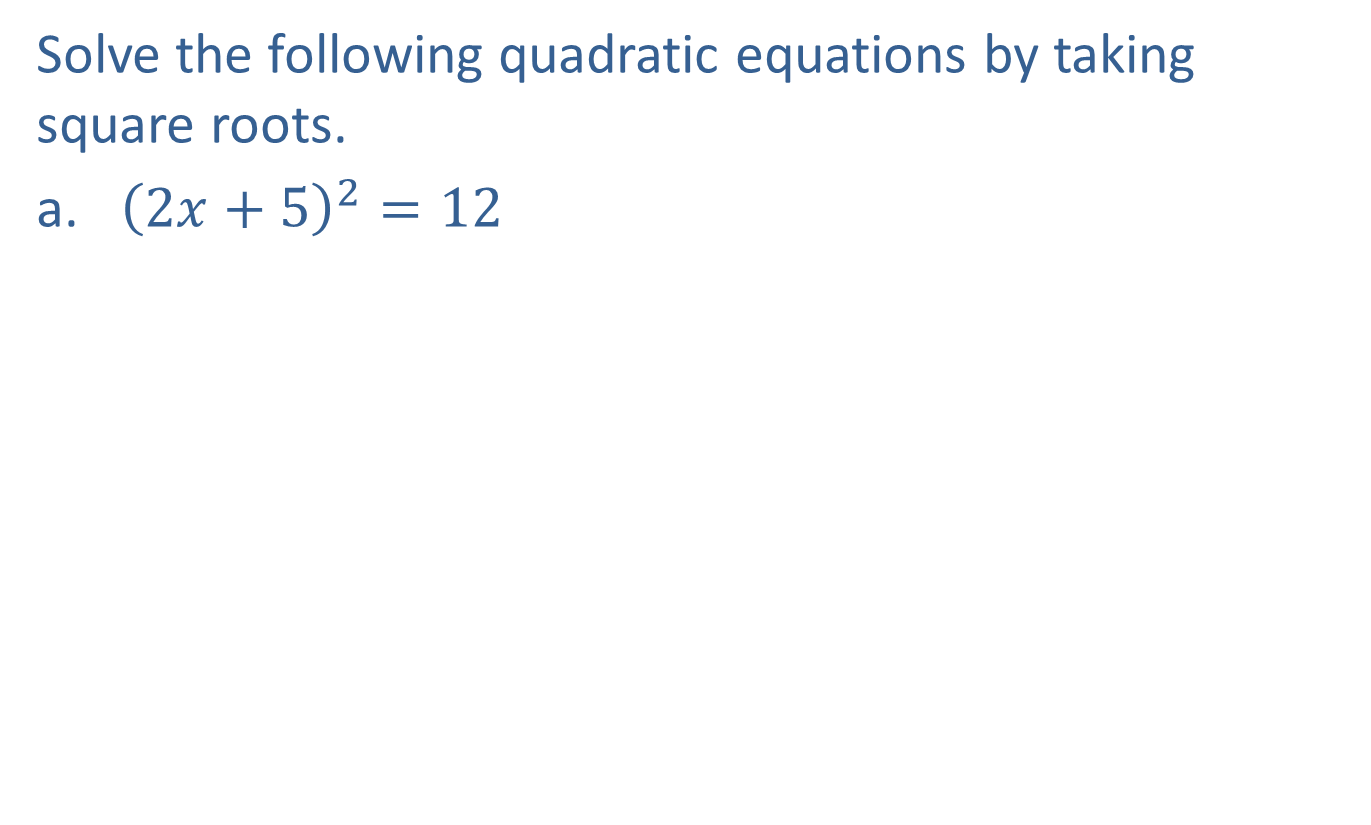 Solve the following quadratic equations by taking
square roots.
a. (2x + 5)² = 12